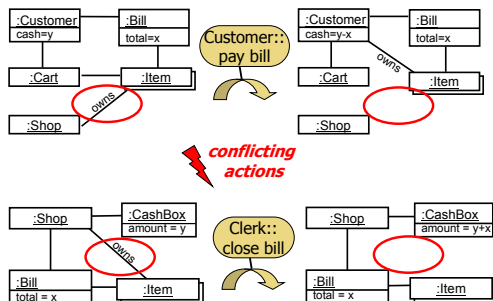 :Customer
cash=y
:Bill
total=x
:Cart
:Item
owns
:Shop
Customer::
pay bill
:Customer
cash=y-x
:Bill
total=x
owns
:Cart
:Item
:Shop
conflicting
actions
:Shop
:CashBox
amount = y
owns
:Bill
total = x
:Item
Clerk::
close bill
:Shop
:CashBox
amount = y+x
:Bill
total = x
:Item